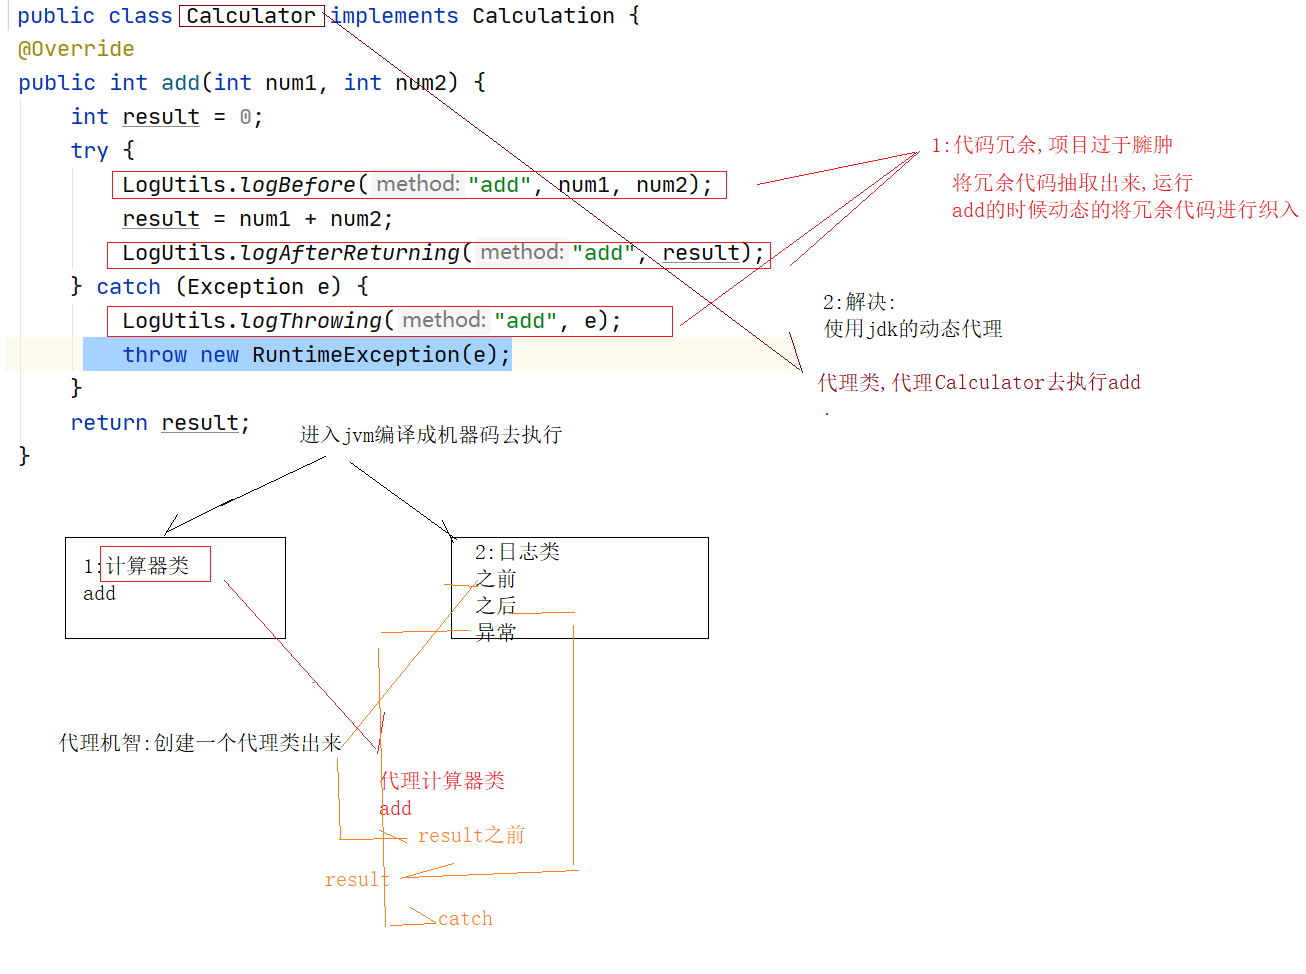 public class Calculator implements Calculation {
@Override
public int add(int num1, int num2) {
int result = 0;
try {
LogUtils.logBefore( method: "add", num1, num2);
result = num1 + num2;
LogUtils.logAfterReturning( method: "add", result);
} catch (Exception e) {
LogUtils.logThrowing( method: "add", e);
throw new RuntimeException(e);
}
return result;
}
1:代码冗余,项目过于臃肿
将冗余代码抽取出来,运行
add的时候动态的将冗余代码进行织入
2:解决:
使用jdk的动态代理
代理类,代理Calculator去执行add
.
进入jvm编译成机器码去执行
1:计算器类
add
2:日志类
之前
之后
异常
代理机智:创建一个代理类出来
代理计算器类
add
result之前
result
catch